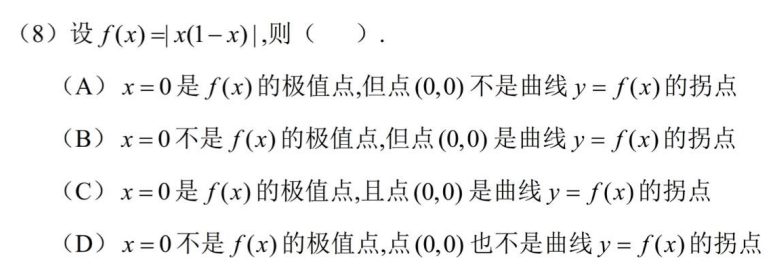 （8）设 f(x)=|x(1−x)|,则（　　）.
（A） x=0是 f(x)的极值点,但点(0,0)不是曲线 y=f(x)的拐点
（B） x=0不是 f(x)的极值点,但点(0,0)是曲线 y=f(x)的拐点
（C） x=0是 f(x)的极值点,且点(0,0)是曲线 y=f(x)的拐点
（D） x=0不是 f(x)的极值点,点(0,0)也不是曲线 y=f(x)的拐点